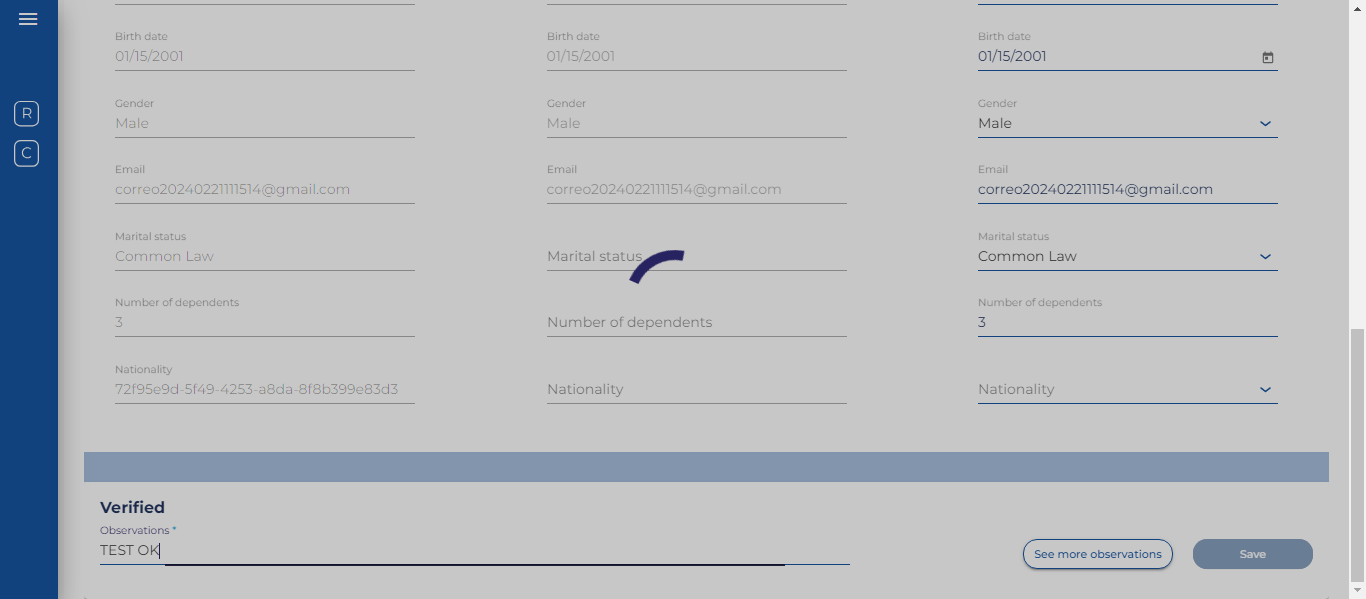 R
C
Birth date Birth date Birth date
01/15/2001 01/15/2001 01/15/2001
Gender Gender Gender
Male Male Male
Email Email Email
correo20240221111514@gmail.com correo20240221111514@gmail.com correo20240221111514@gmail.com
Marital status Marital status
Common Law Marital status Common Law
Number of dependents Number of dependents
3 Number of dependents 3
Nationality
72f95e9d-5f49-4253-a8da-8f8b399e83d3 Nationality Nationality
Verified
Observations *
TEST OK
See more observations Save